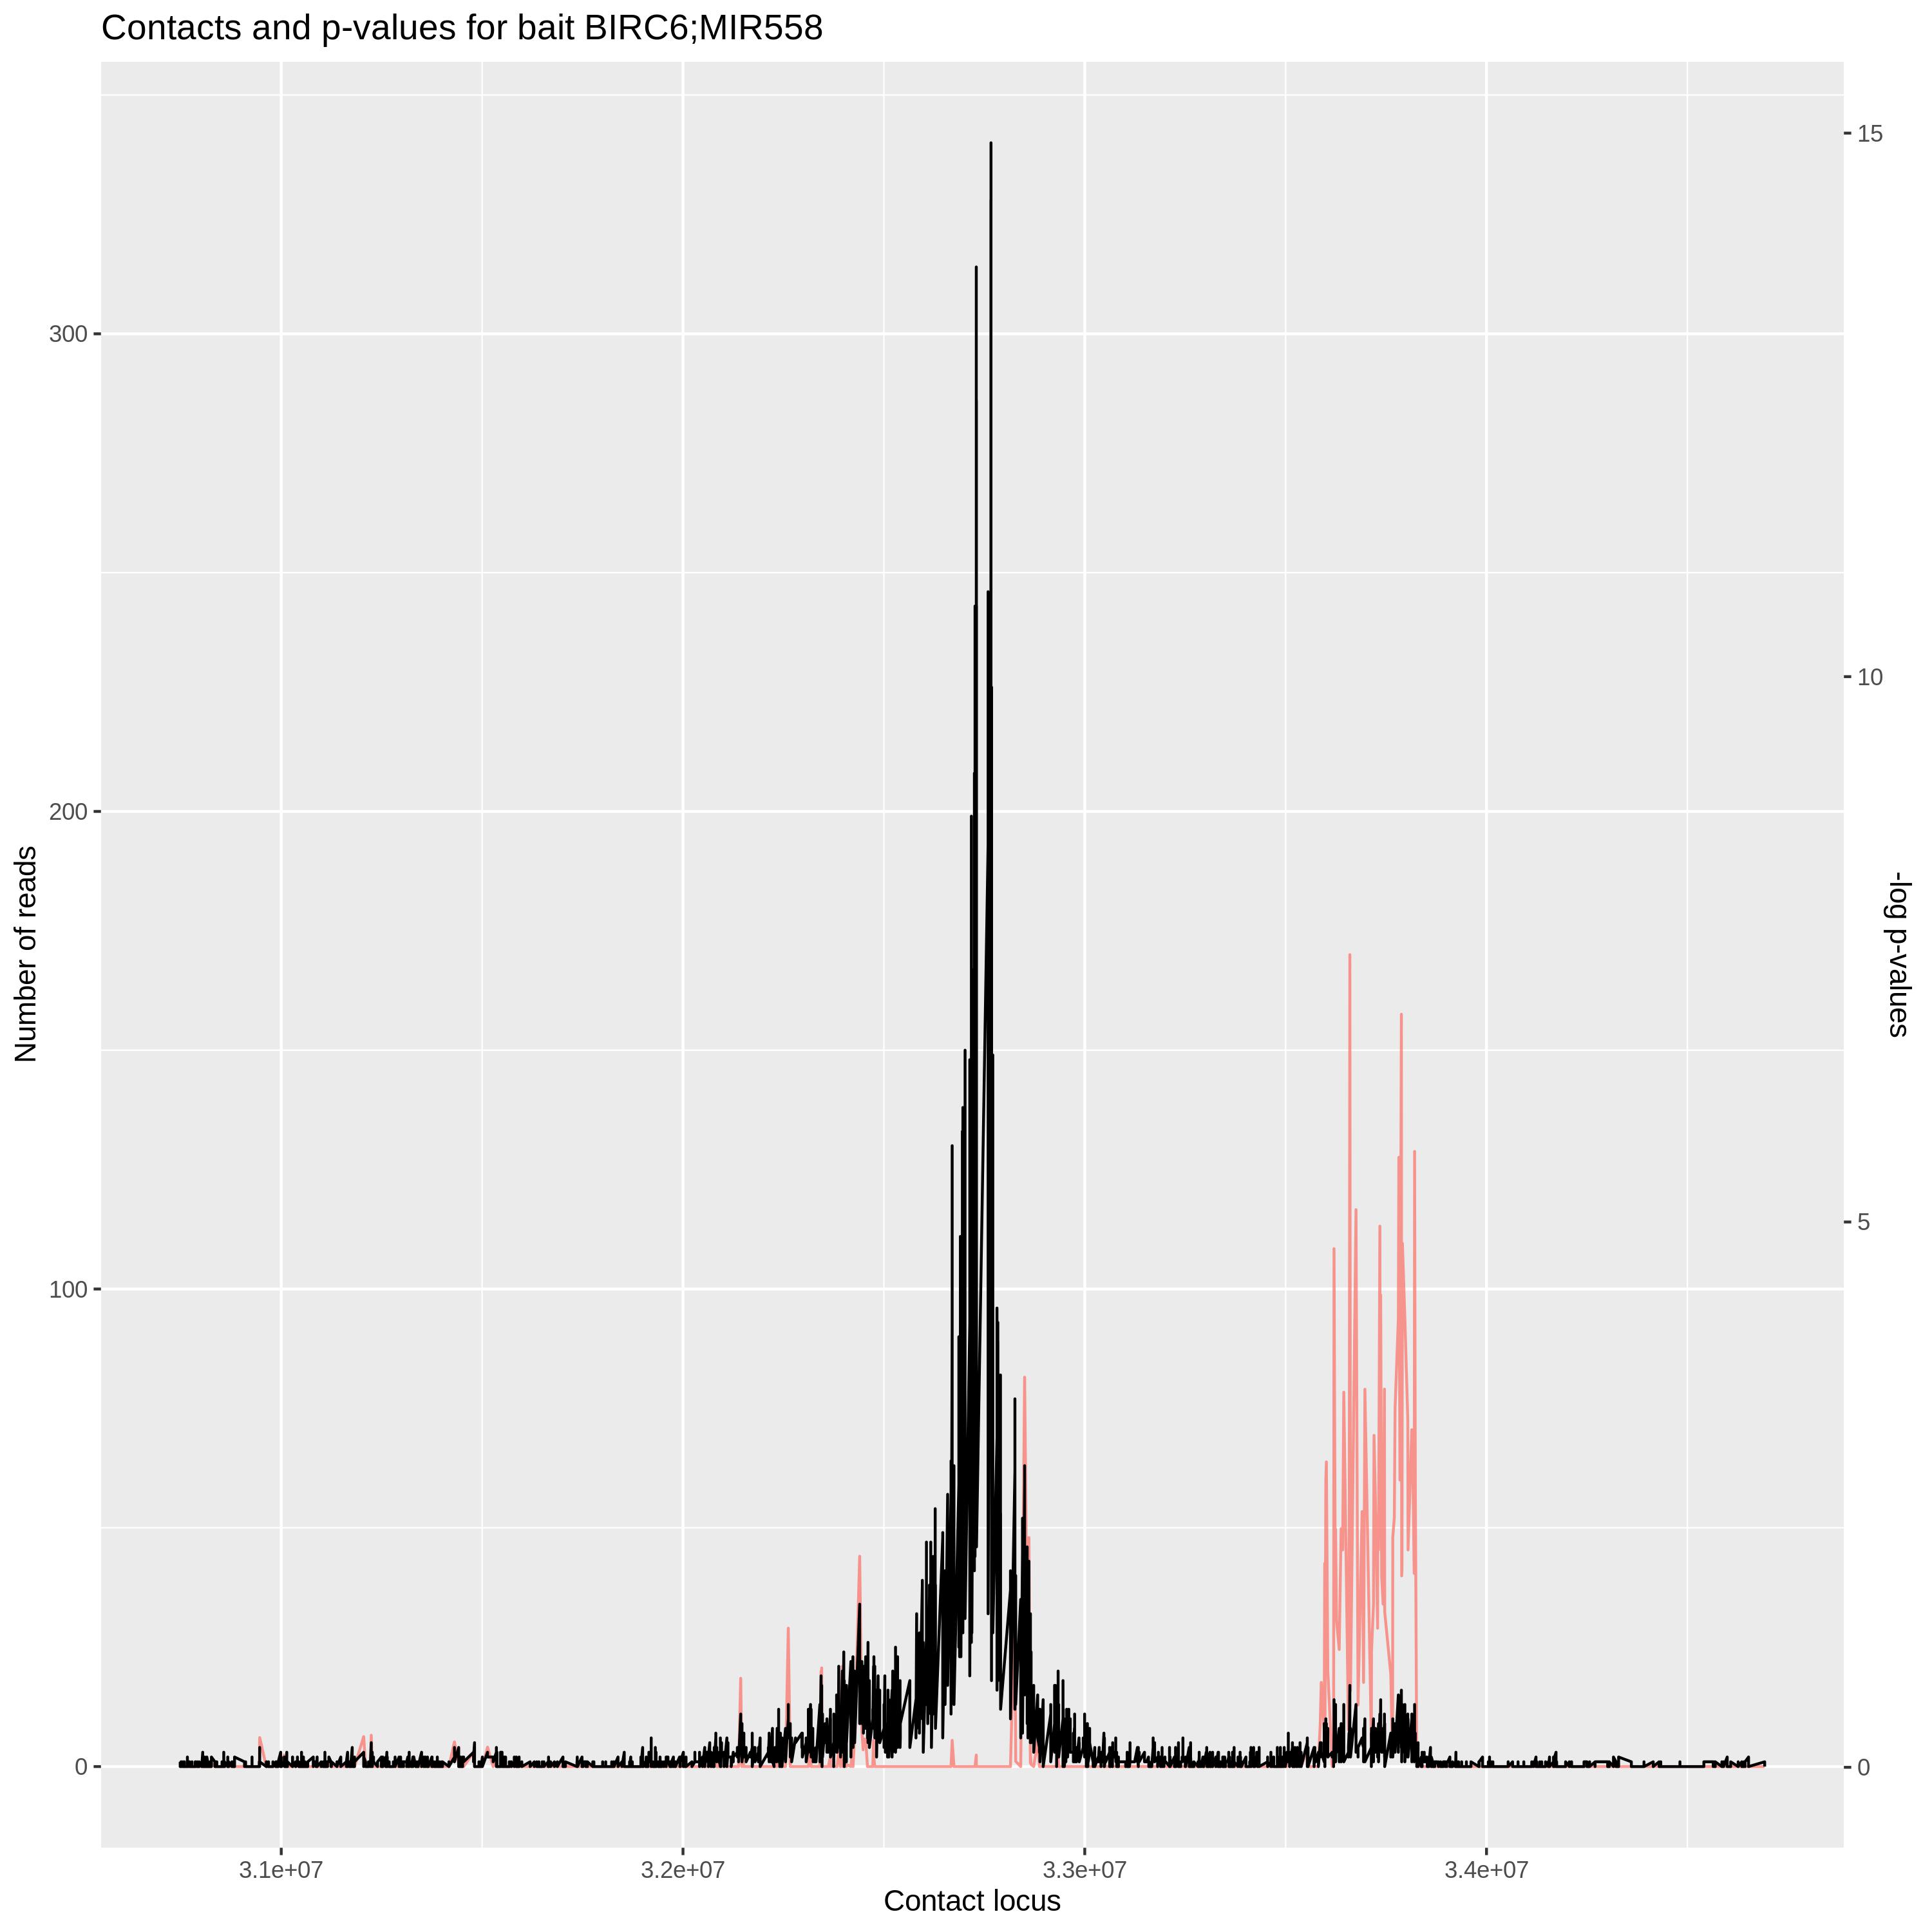 Contacts and p-values for bait BIRC6;MIR558
Number of reads
300
200
100
0
15
10
5
0
-log p-values
3.1e+07
3.2e+07
3.3e+07
3.4e+07
Contact locus